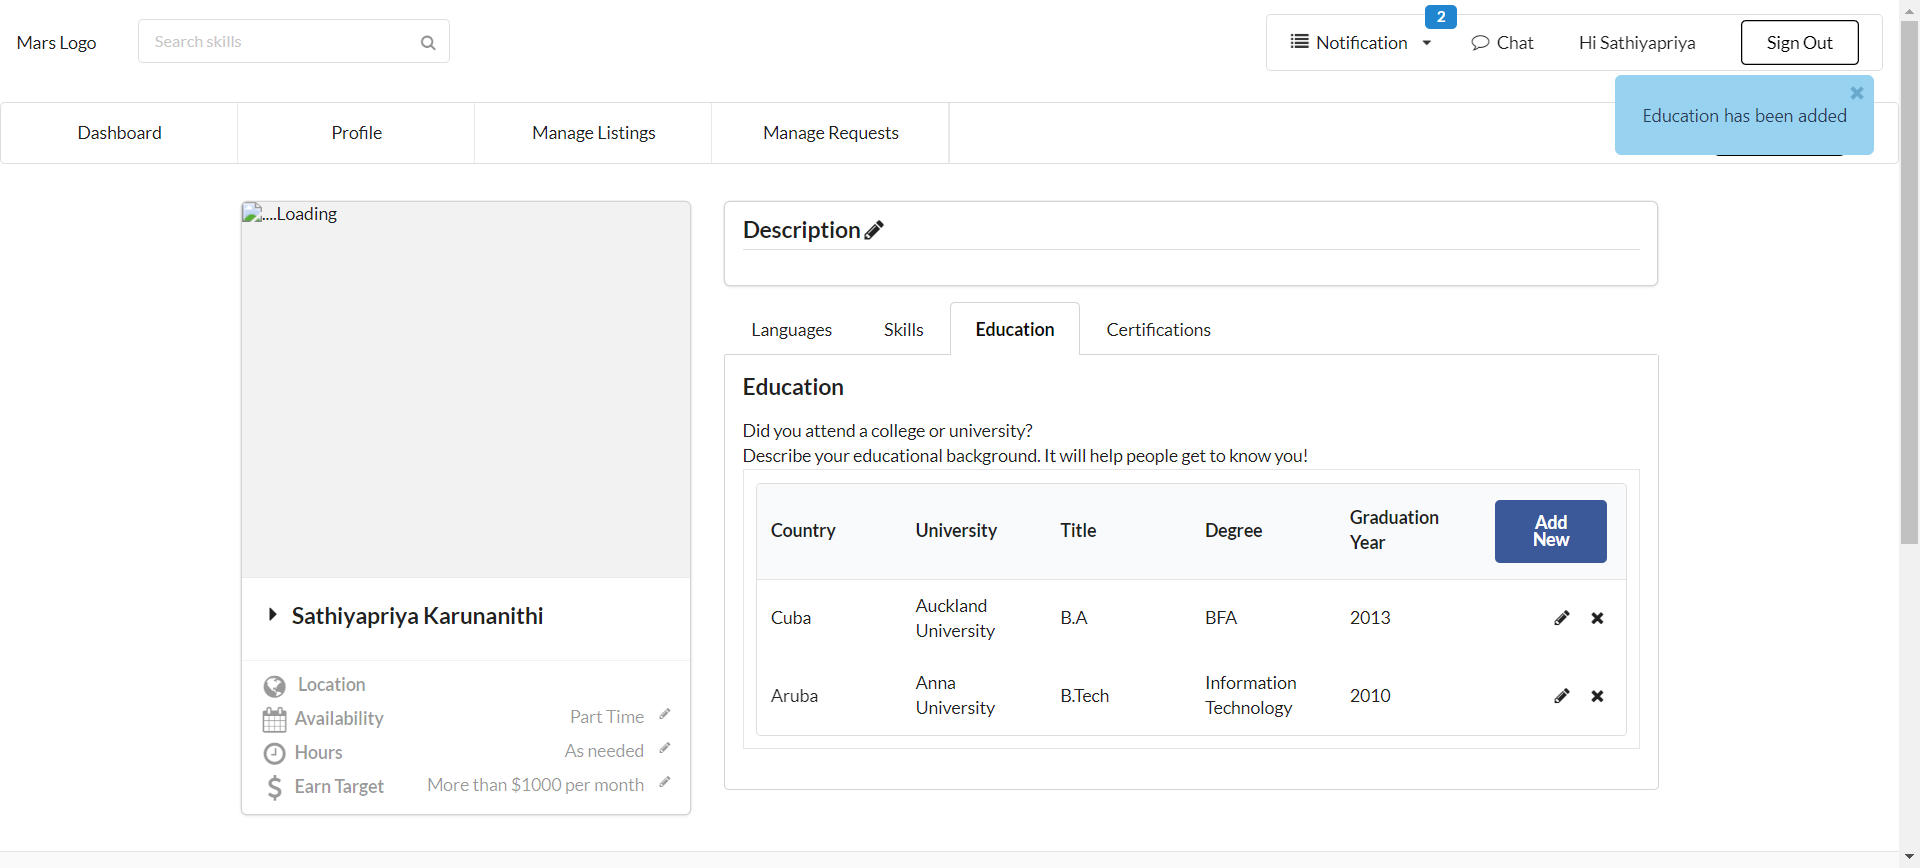 Mars Logo
Search skills
Notification
2
Chat
Hi Sathiyapriya
Sign Out
Education has been added
Dashboard
Profile
Manage Listings
Manage Requests
....Loading
Sathiyapriya Karunanithi
Location
Availability
Part Time
Hours
As needed
Earn Target
More than $1000 per month
Description
Languages
Skills
Education
Certifications
Education
Did you attend a college or university?
Describe your educational background. It will help people get to know you!
Country
University
Title
Degree
Graduation
Year
Add
New
Cuba
Auckland
University
B.A
BFA
2013
Aruba
Anna
University
B.Tech
Information
Technology
2010